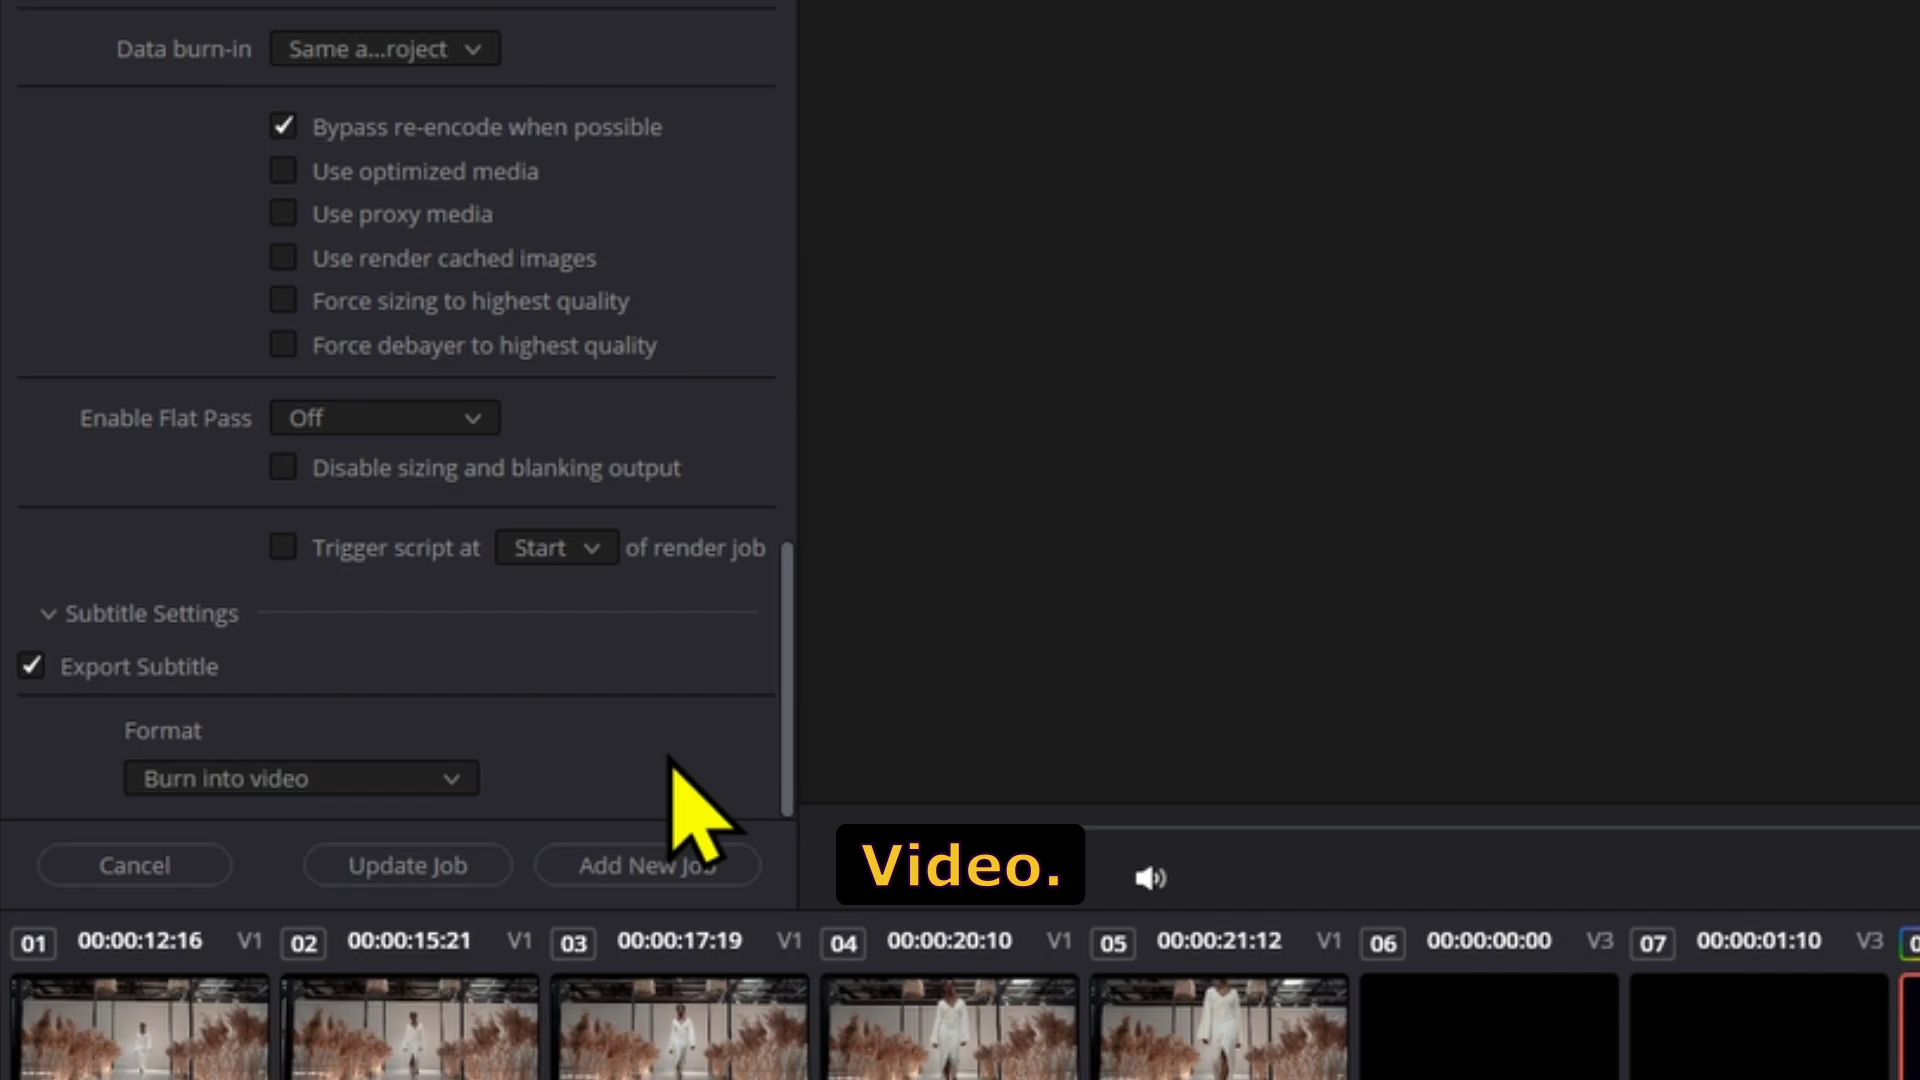 Data burn-in Same a...roject
Bypass re-encode when possible
Use optimized media
Use proxy media
Use render cached images
Force sizing to highest quality
Force debayer to highest quality
Enable Flat Pass Off
Disable sizing and blanking output
Trigger script at Start of render job
Subtitle Settings
Export Subtitle
Format
Burn into video
Cancel Update Job Add New Job
Video.
01 00:00:12:16 V1 02 00:00:15:21 V1 03 00:00:17:19 V1 04 00:00:20:10 V1 05 00:00:21:12 V1 06 00:00:00:00 V3 07 00:00:01:10 V3